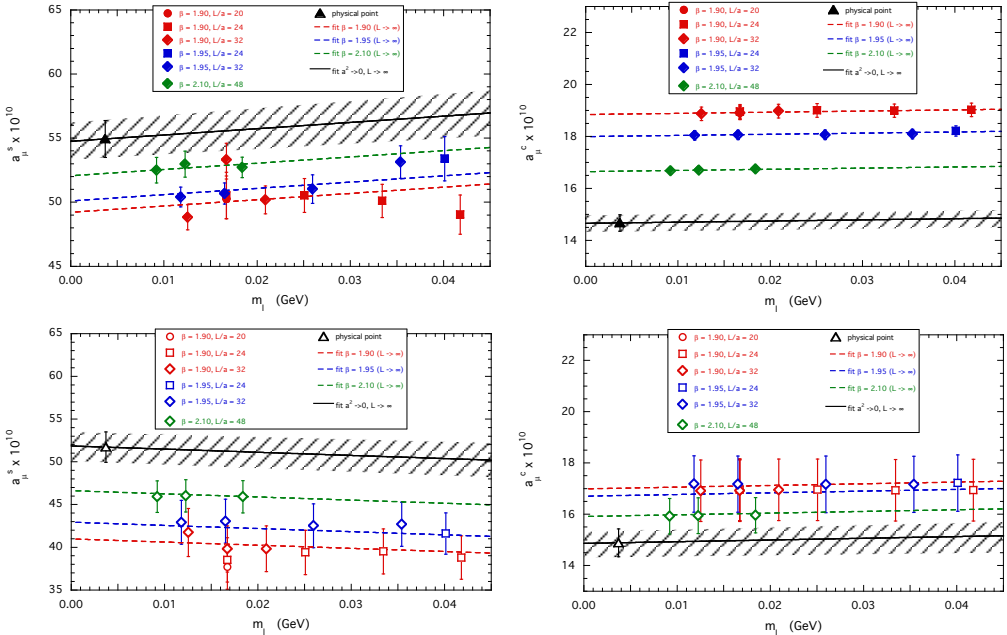 β = 1.90, L/a = 20
β = 1.90, L/a = 24
β = 1.90, L/a = 32
β = 1.95, L/a = 24
β = 1.95, L/a = 32
β = 2.10, L/a = 48
physical point
fit β = 1.90 (L -> ∞)
fit β = 1.95 (L -> ∞)
fit β = 2.10 (L -> ∞)
fit a² ->0, L -> ∞
65
60
55
50
45
a_μ^s x 10^10
0.00 0.01 0.02 0.03 0.04
m_l (GeV)
β = 1.90, L/a = 20
β = 1.90, L/a = 24
β = 1.90, L/a = 32
β = 1.95, L/a = 24
β = 1.95, L/a = 32
β = 2.10, L/a = 48
physical point
fit β = 1.90 (L -> ∞)
fit β = 1.95 (L -> ∞)
fit β = 2.10 (L -> ∞)
fit a² ->0, L -> ∞
22
20
18
16
14
a_μ^c x 10^10
0.00 0.01 0.02 0.03 0.04
m_l (GeV)
β = 1.90, L/a = 20
β = 1.90, L/a = 24
β = 1.90, L/a = 32
β = 1.95, L/a = 24
β = 1.95, L/a = 32
β = 2.10, L/a = 48
physical point
fit β = 1.90 (L -> ∞)
fit β = 1.95 (L -> ∞)
fit β = 2.10 (L -> ∞)
fit a² ->0, L -> ∞
65
60
55
50
45
40
35
a_μ^s x 10^10
0.00 0.01 0.02 0.03 0.04
m_l (GeV)
β = 1.90, L/a = 20
β = 1.90, L/a = 24
β = 1.90, L/a = 32
β = 1.95, L/a = 24
β = 1.95, L/a = 32
β = 2.10, L/a = 48
physical point
fit β = 1.90 (L -> ∞)
fit β = 1.95 (L -> ∞)
fit β = 2.10 (L -> ∞)
fit a² ->0, L -> ∞
22
20
18
16
14
a_μ^c x 10^10
0.00 0.01 0.02 0.03 0.04
m_l (GeV)